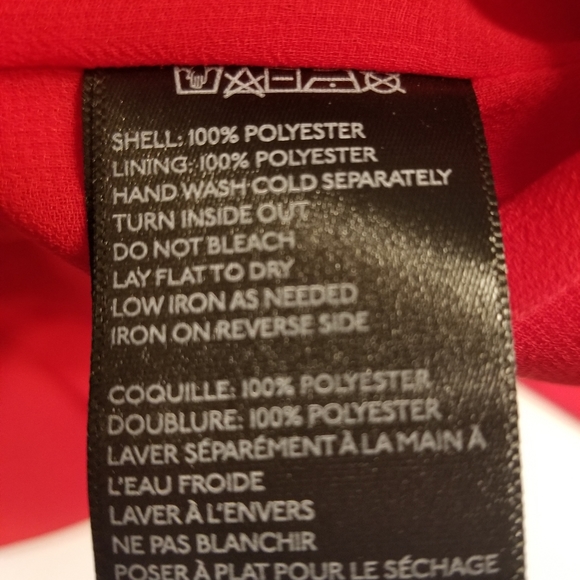 SHELL: 100% POLYESTER
LINING: 100% POLYESTER
HAND WASH COLD SEPARATELY
TURN INSIDE OUT
DO NOT BLEACH
LAY FLAT TO DRY
LOW IRON AS NEEDED
IRON ON REVERSE SIDE
COQUILLE: 100% POLYESTER
DOUBLURE: 100% POLYESTER
LAVER SÉPARÉMENT À LA MAIN À
L'EAU FROIDE
LAVER À L'ENVERS
NE PAS BLANCHIR
POSER À PLAT POUR LE SÉCHAGE